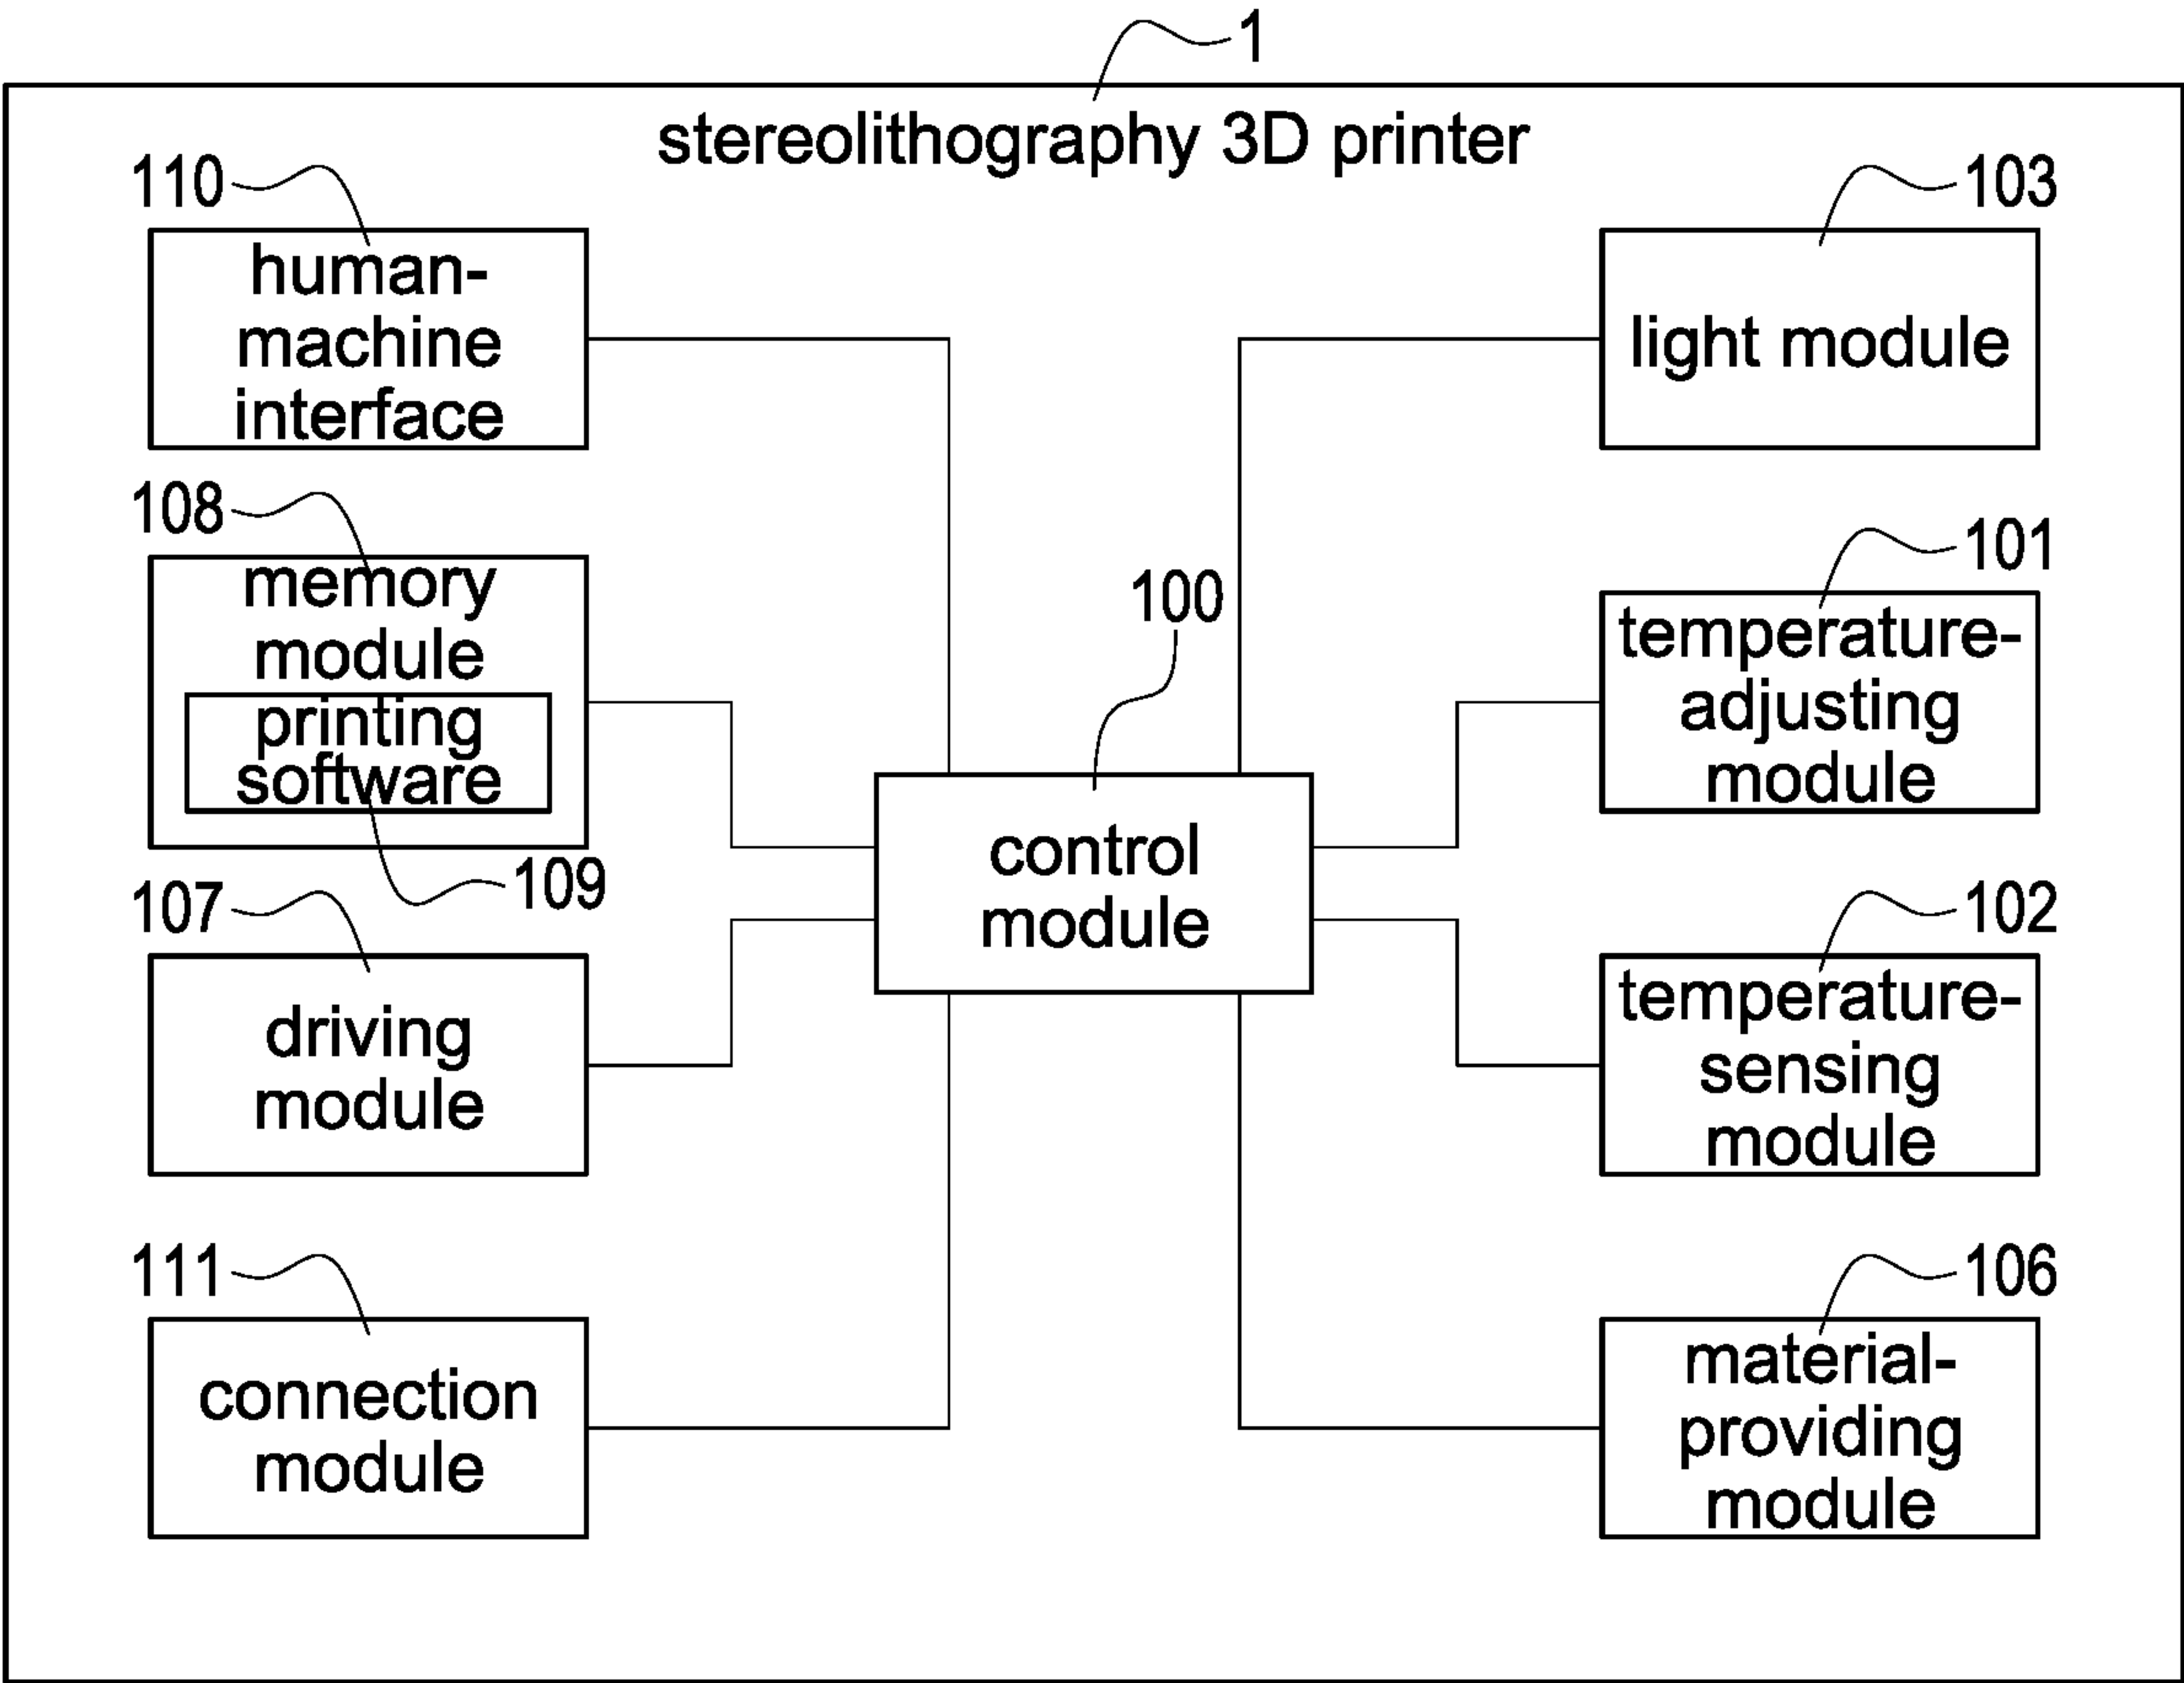 1
stereolithography 3D printer
110
human-
machine
interface
103
light module
108
memory
module
printing
software
109
100
control
module
101
temperature-
adjusting
module
107
driving
module
102
temperature-
sensing
module
111
connection
module
106
material-
providing
module